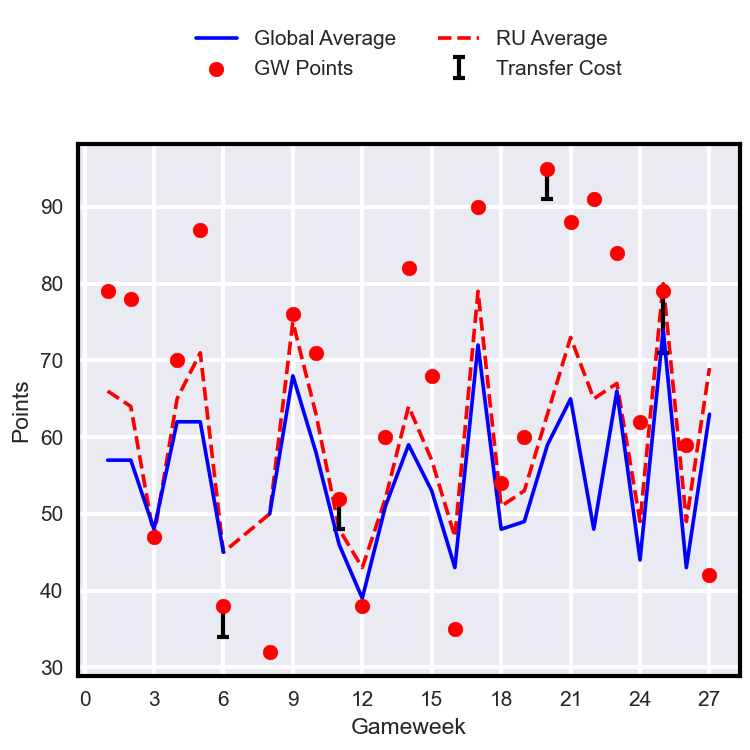 Global Average
RU Average
GW Points
Transfer Cost
90
80
70
60
50
40
30
Points
0 3 6 9 12 15 18 21 24 27
Gameweek